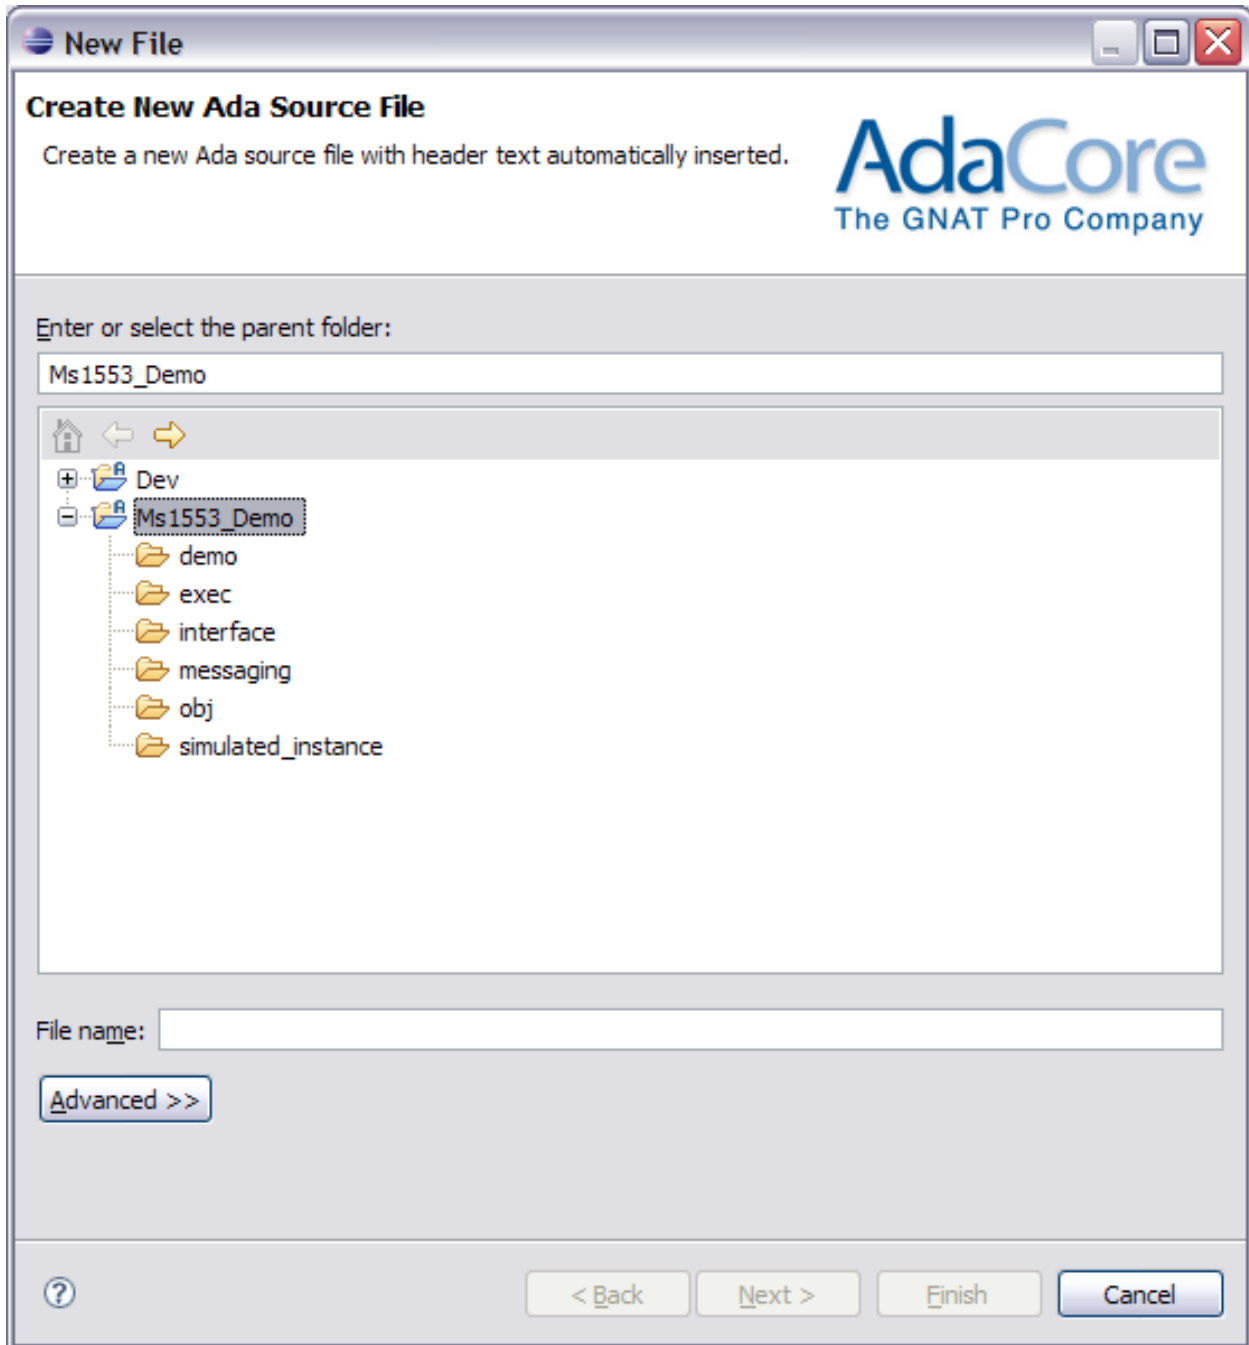 New File
Create New Ada Source File
Create a new Ada source file with header text automatically inserted.
AdaCore
The GNAT Pro Company
Enter or select the parent folder:
Ms1553_Demo
Dev
Ms1553_Demo
demo
exec
interface
messaging
obj
simulated_instance
File name:
Advanced >>
? < Back Next > Finish Cancel